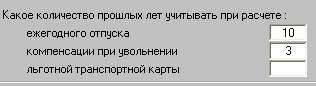 Какое количество прошлых лет учитывать при расчете :
ежегодного отпуска 10
компенсации при увольнении 3
льготной транспортной карты